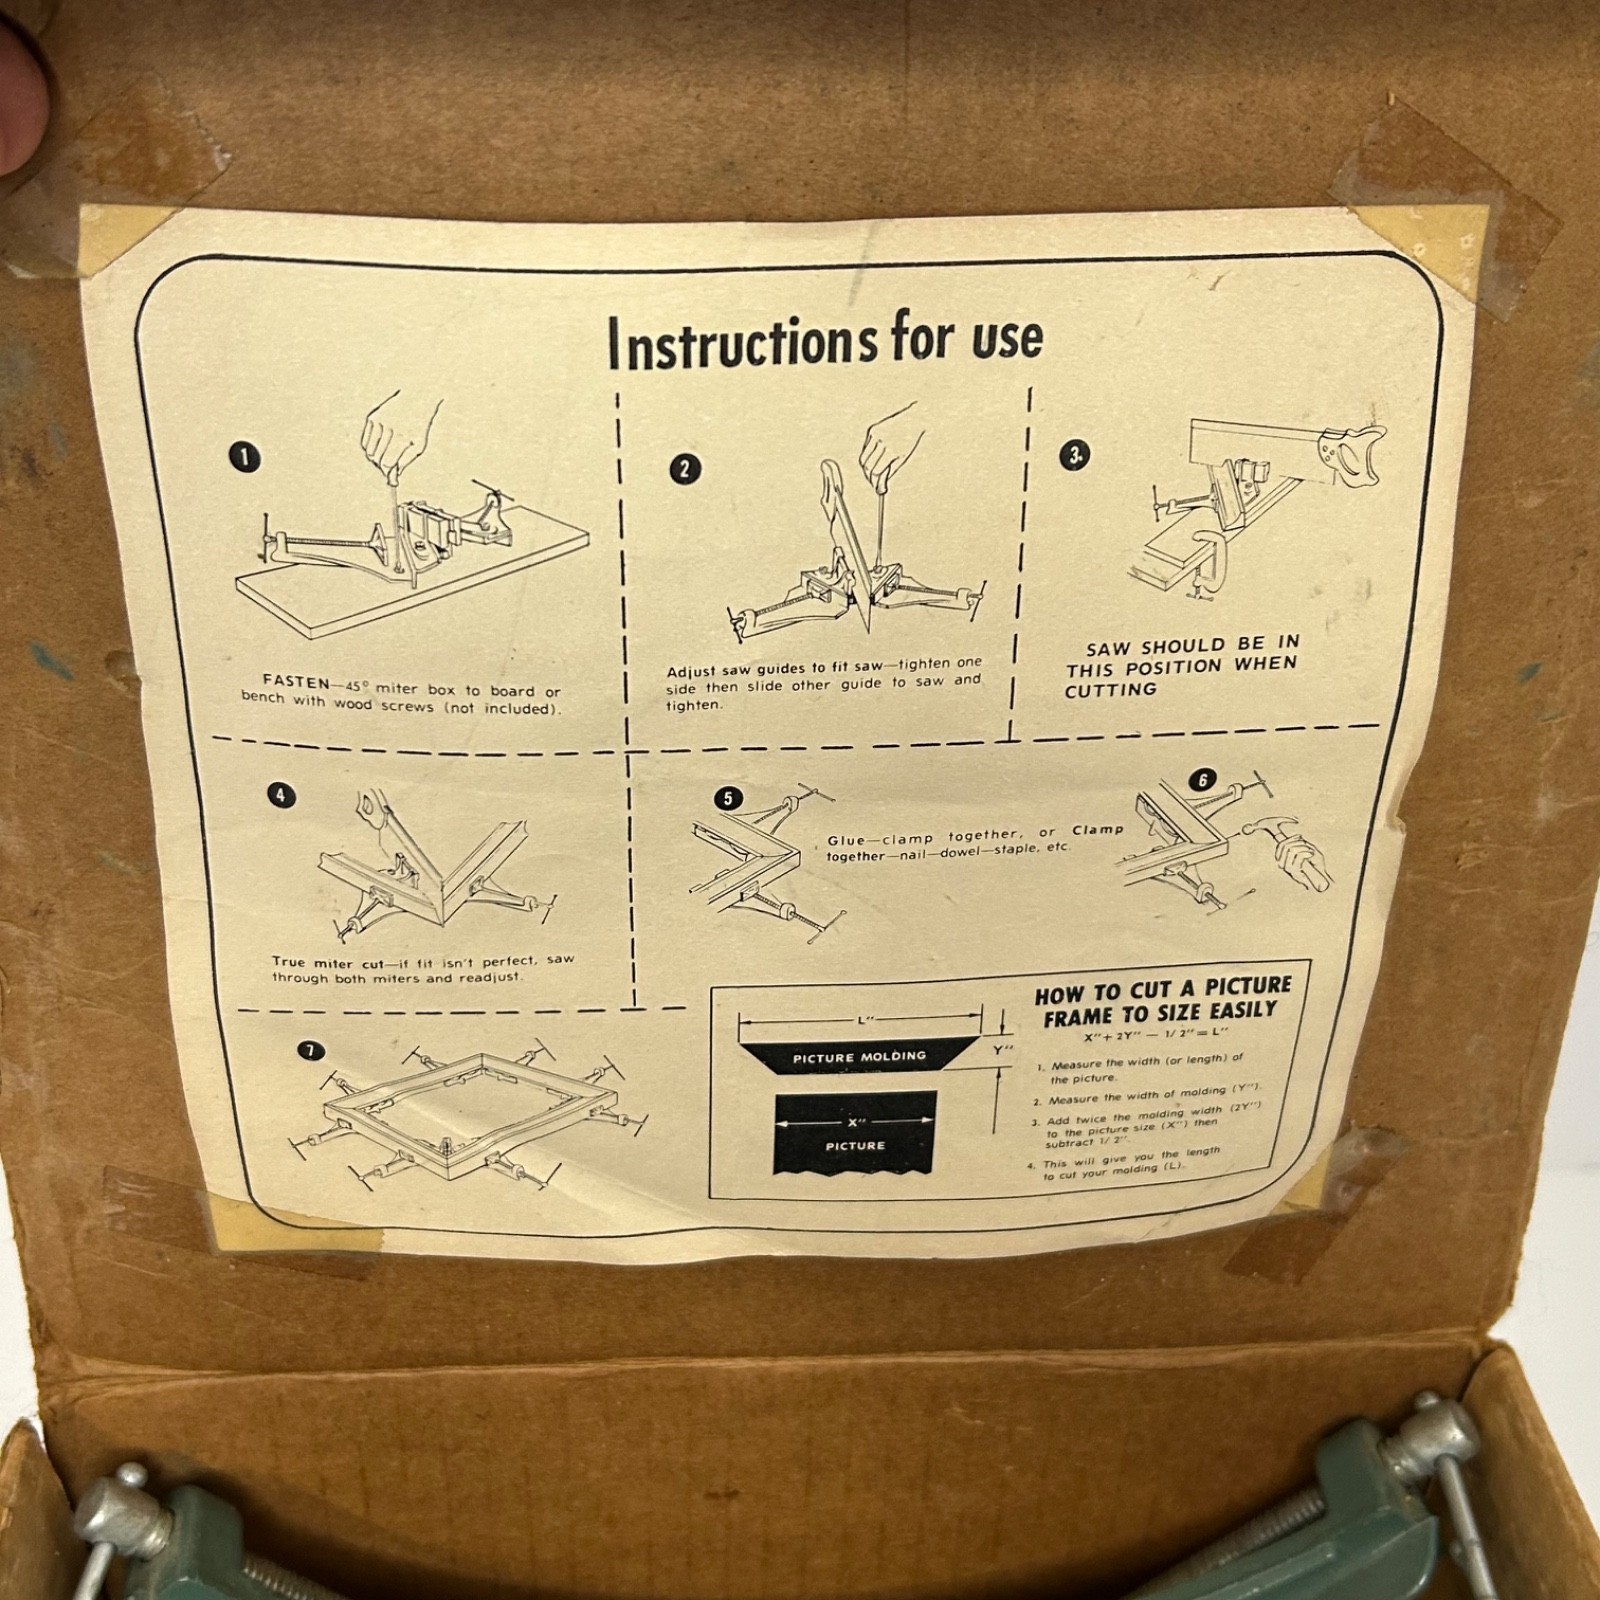 Instructions for use
1
FASTEN—45° miter box to board or
bench with wood screws (not included).
2
Adjust saw guides to fit saw—tighten one
side then slide other guide to saw and
tighten.
3.
SAW SHOULD BE IN
THIS POSITION WHEN
CUTTING
4
True miter cut—if fit isn't perfect, saw
through both miters and readjust.
5
Glue—clamp together, or Clamp
together—nail—dowel—staple, etc.
6
7
L"
PICTURE MOLDING
Y"
X"
PICTURE
HOW TO CUT A PICTURE
FRAME TO SIZE EASILY
X"+ 2Y" — 1/2" = L"
1. Measure the width (or length) of
the picture.
2. Measure the width of molding (Y").
3. Add twice the molding width (2Y")
to the picture size (X") then
subtract 1/2".
4. This will give you the length
to cut your molding (L).